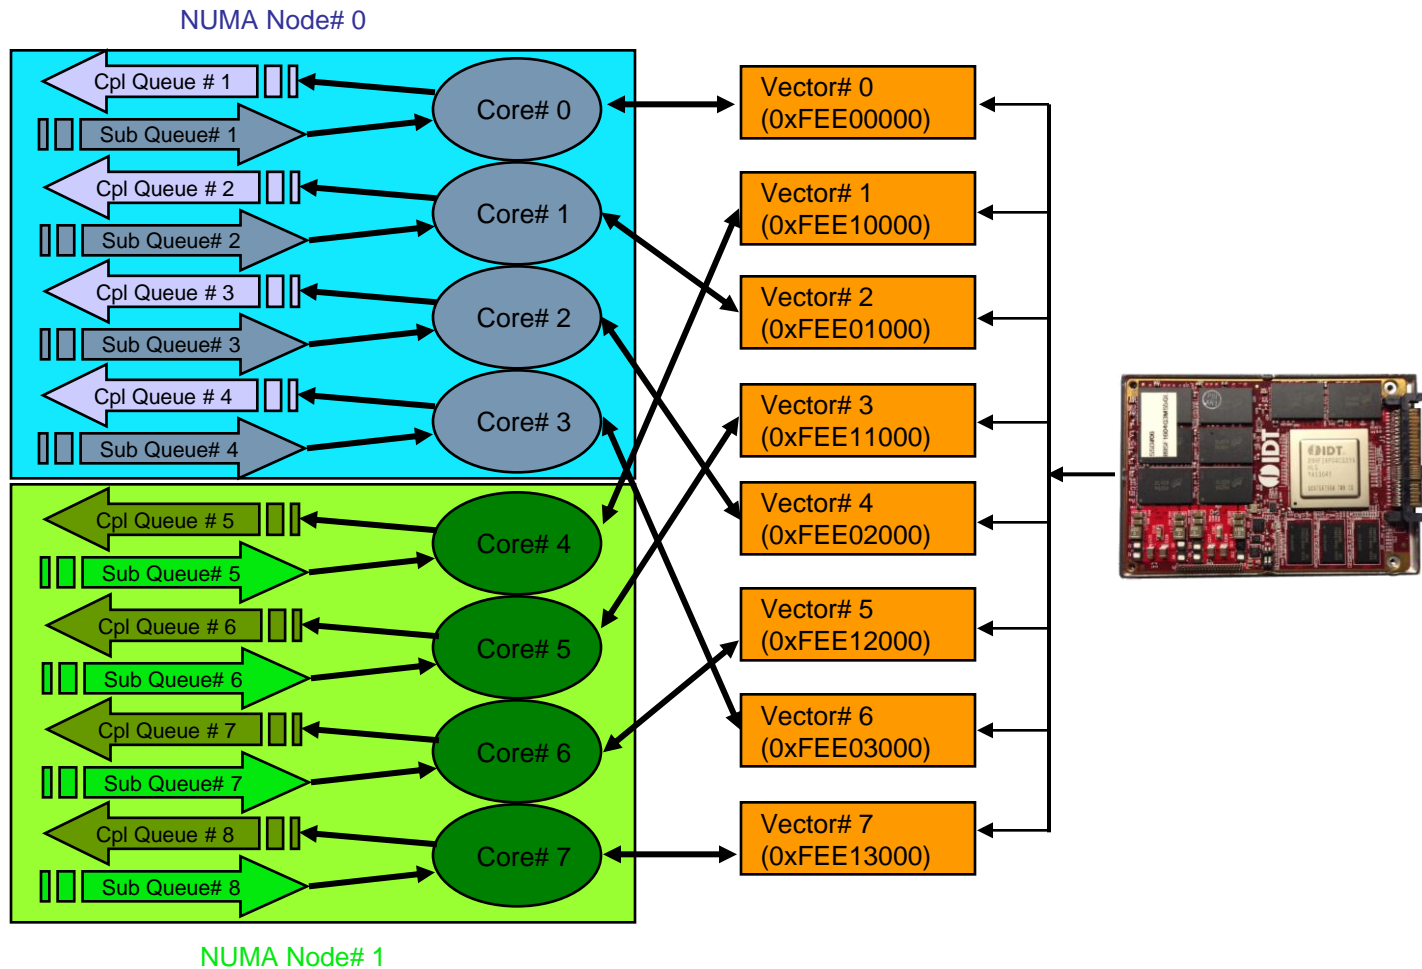 NUMA Node# 0
Cpl Queue # 1
Sub Queue# 1
Cpl Queue # 2
Sub Queue# 2
Cpl Queue # 3
Sub Queue# 3
Cpl Queue # 4
Sub Queue# 4
Core# 0
Core# 1
Core# 2
Core# 3
Cpl Queue # 5
Sub Queue# 5
Cpl Queue # 6
Sub Queue# 6
Cpl Queue # 7
Sub Queue# 7
Cpl Queue # 8
Sub Queue# 8
Core# 4
Core# 5
Core# 6
Core# 7
NUMA Node# 1
Vector# 0
(0xFEE00000)
Vector# 1
(0xFEE10000)
Vector# 2
(0xFEE01000)
Vector# 3
(0xFEE11000)
Vector# 4
(0xFEE02000)
Vector# 5
(0xFEE12000)
Vector# 6
(0xFEE03000)
Vector# 7
(0xFEE13000)
IDT
IDT.